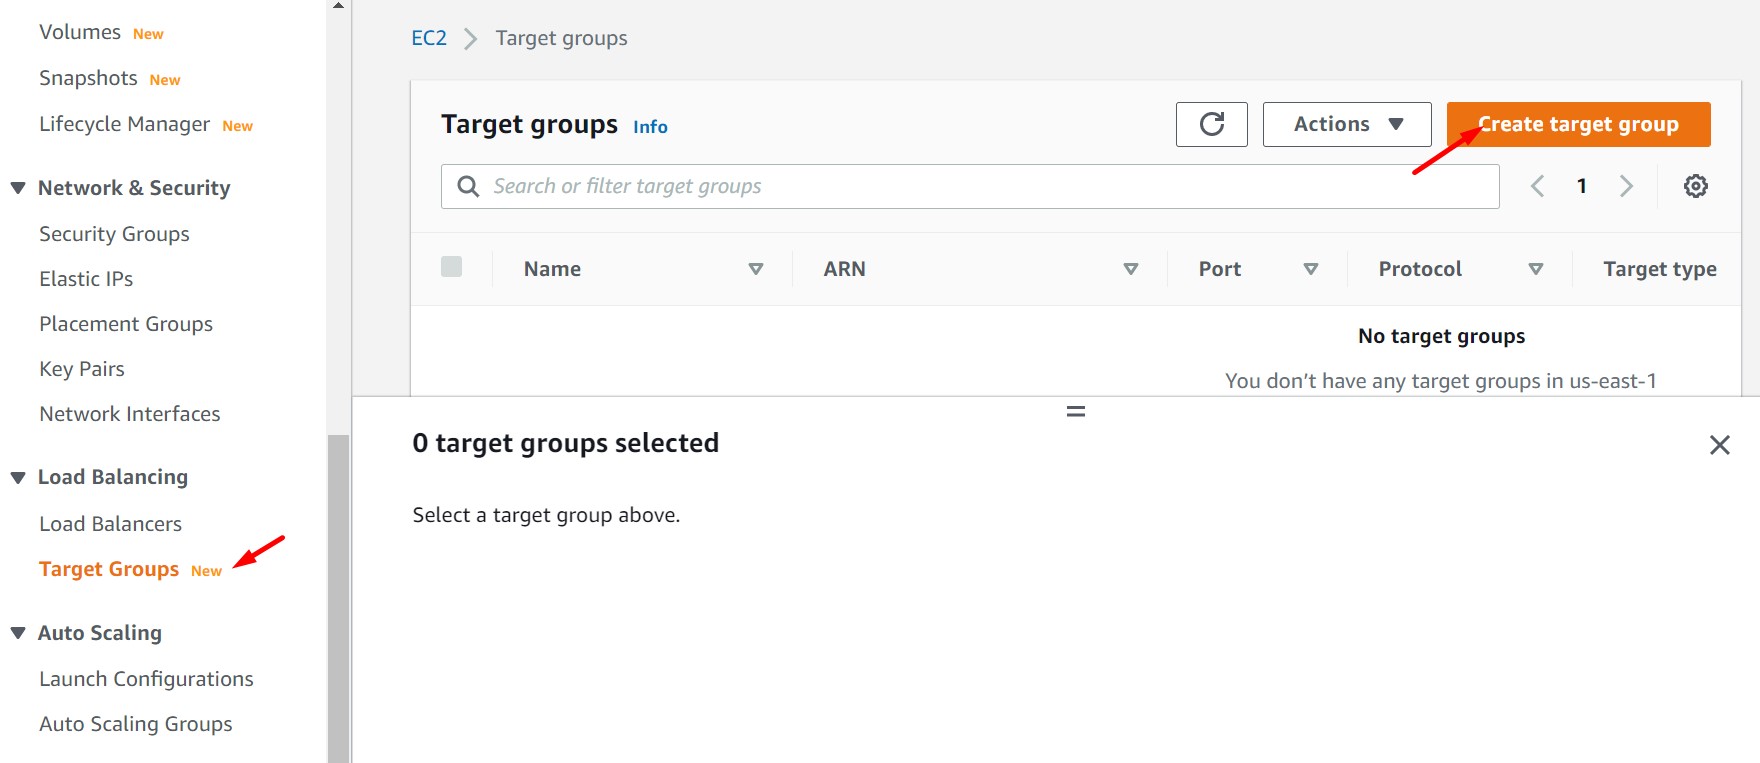 Volumes New
Snapshots New
Lifecycle Manager New
Network & Security
Security Groups
Elastic IPs
Placement Groups
Key Pairs
Network Interfaces
Load Balancing
Load Balancers
Target Groups New
Auto Scaling
Launch Configurations
Auto Scaling Groups
EC2 Target groups
Target groups Info
Actions
Create target group
Search or filter target groups
1
Name ARN Port Protocol Target type
No target groups
You don’t have any target groups in us-east-1
0 target groups selected
Select a target group above.